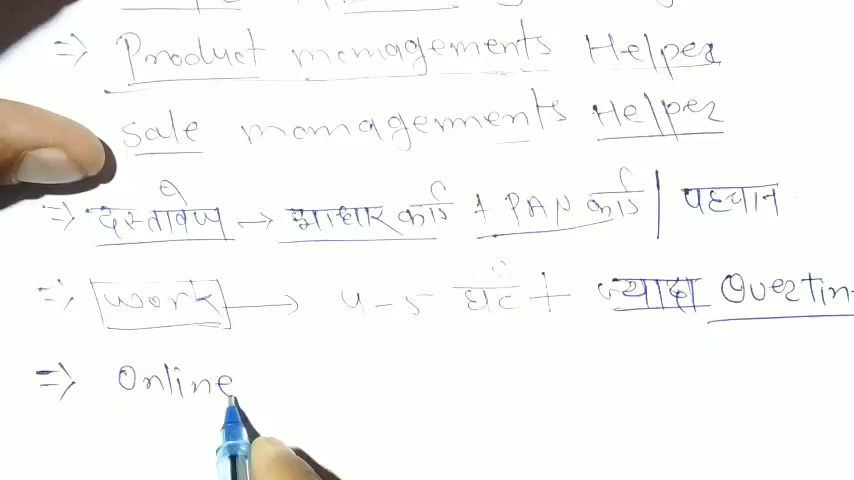 => Product managements Helper
Sale managements Helper
=> दस्तावेज → आधार कार्ड + PAN कार्ड | पहचान
=> Work → 4-5 घंटे + ज्यादा Overtim
=> Online